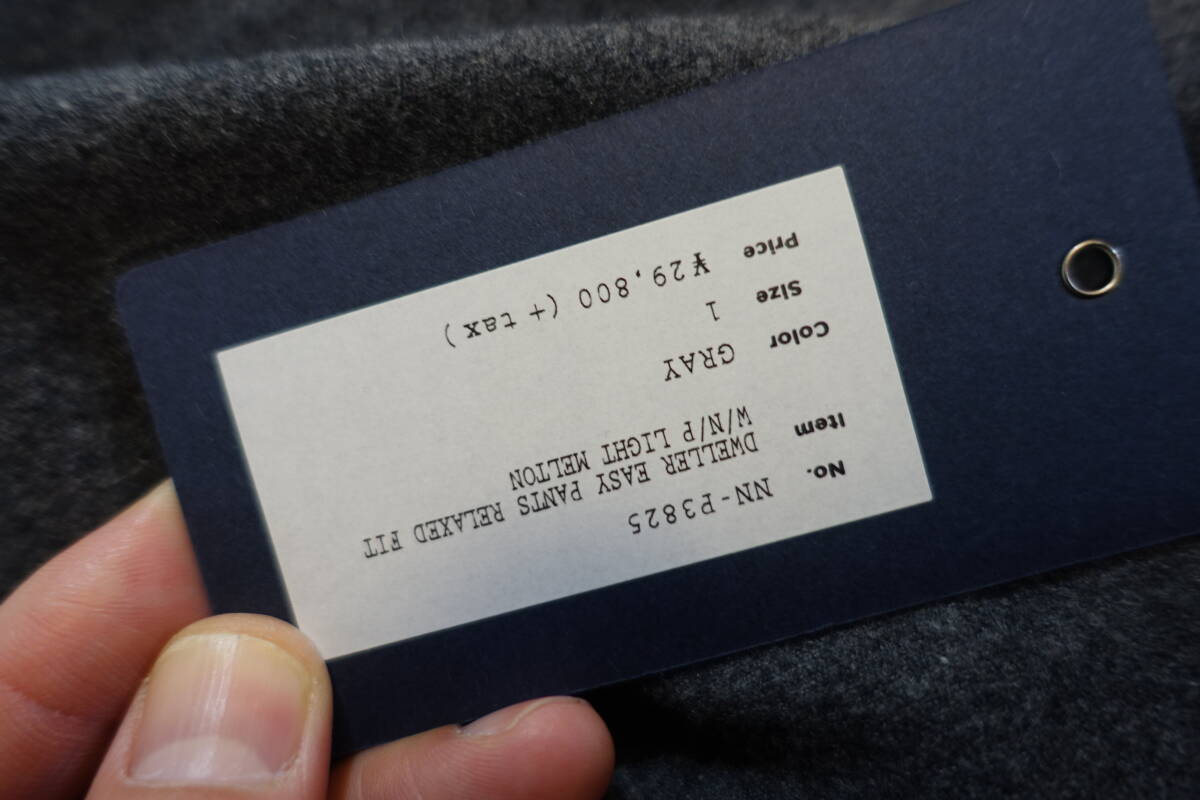 No. NN-P3825
Item DWELLER EASY PANTS RELAXED FIT
W/N/P LIGHT MELTON
Color GRAY
Size 1
Price ¥29,800(+tax)